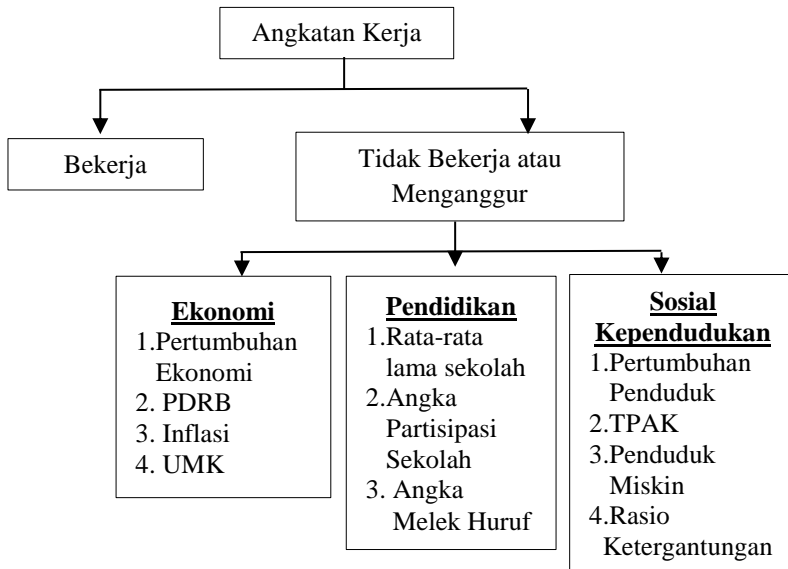 Angkatan Kerja
Bekerja
Tidak Bekerja atau
Menganggur
Ekonomi
1.Pertumbuhan
Ekonomi
2. PDRB
3. Inflasi
4. UMK
Pendidikan
1.Rata-rata
lama sekolah
2.Angka
Partisipasi
Sekolah
3. Angka
Melek Huruf
Sosial
Kependudukan
1.Pertumbuhan
Penduduk
2.TPAK
3.Penduduk
Miskin
4.Rasio
Ketergantungan